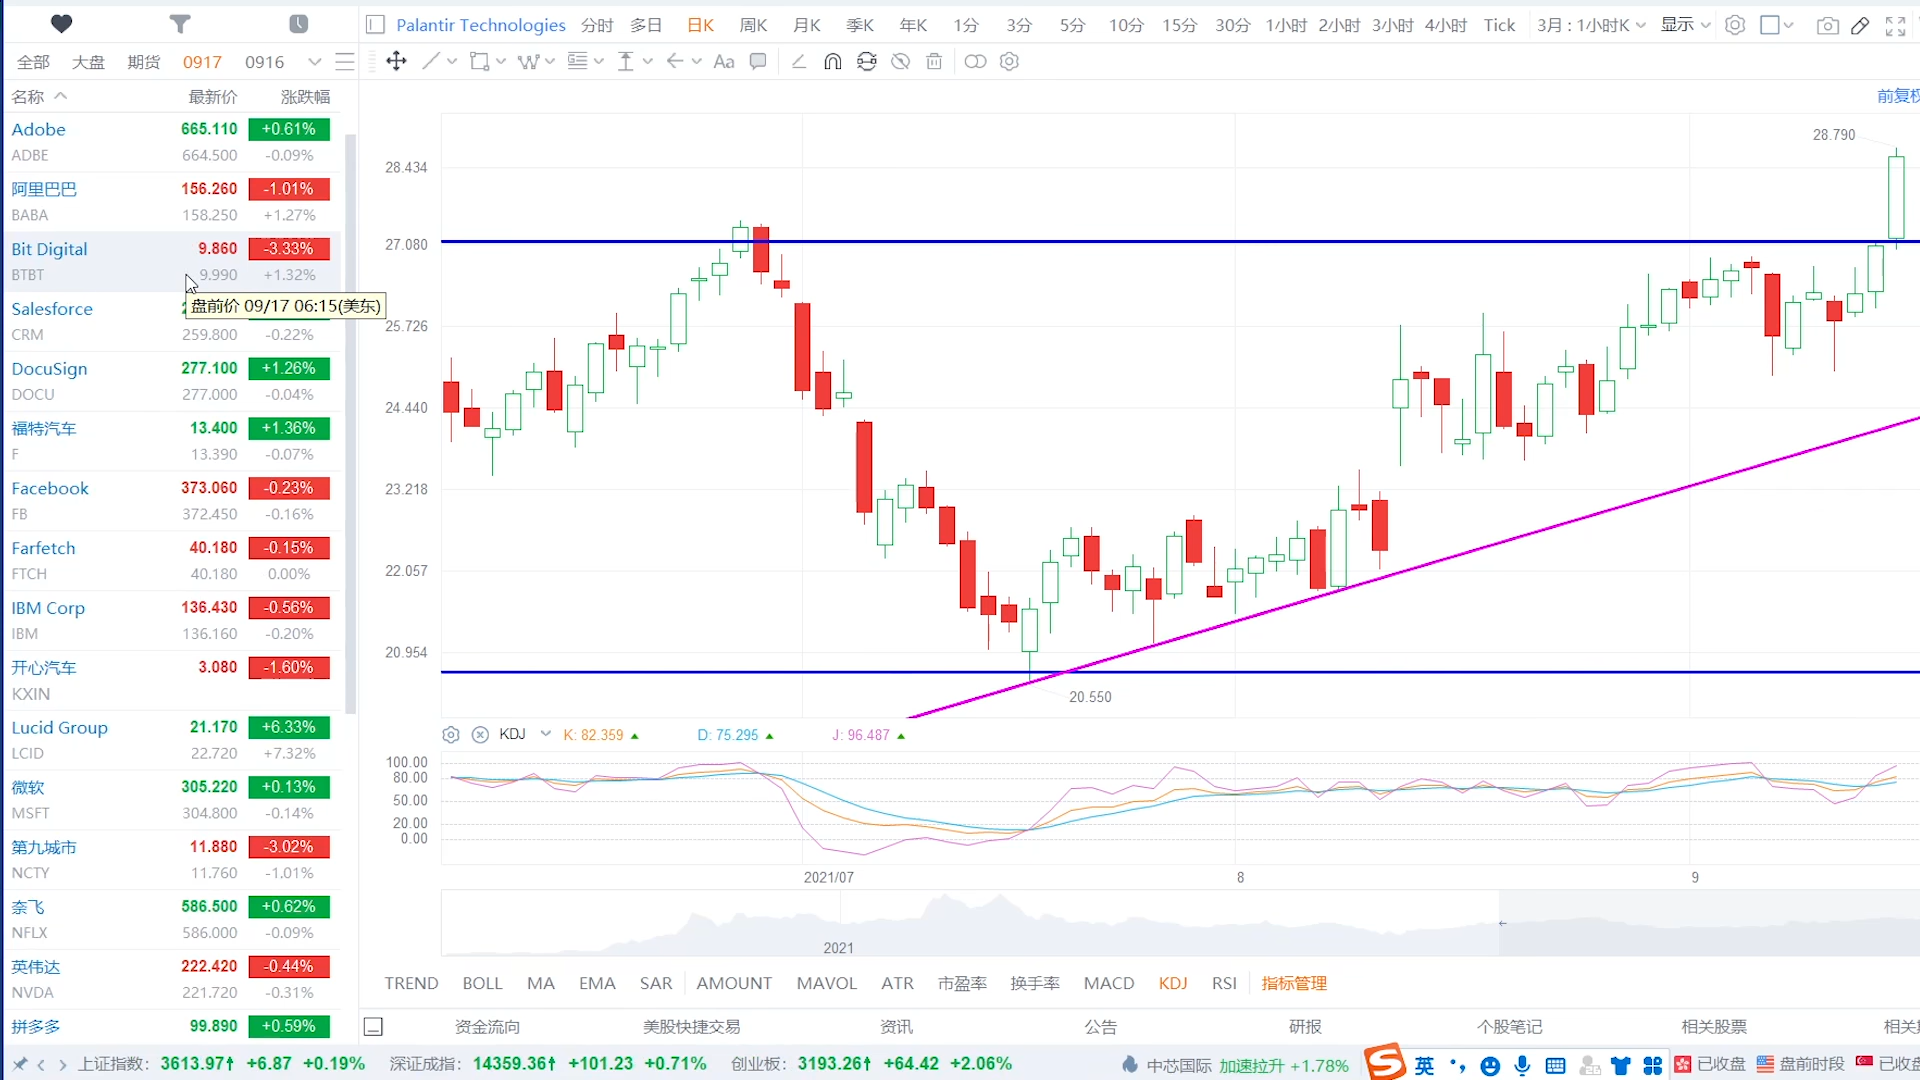 Palantir Technologies 分时 多日 日K 周K 月K 季K 年K 1分 3分 5分 10分 15分 30分 1小时 2小时 3小时 4小时 Tick 3月 : 1小时K 显示
全部 大盘 期货 0917 0916
Aa
名称 最新价 涨跌幅
前复权
Adobe 665.110 +0.61%
ADBE 664.500 -0.09%
阿里巴巴 156.260 -1.01%
BABA 158.250 +1.27%
Bit Digital 9.860 -3.33%
BTBT 9.990 +1.32%
盘前价 09/17 06:15(美东)
Salesforce
CRM 259.800 -0.22%
DocuSign 277.100 +1.26%
DOCU 277.000 -0.04%
福特汽车 13.400 +1.36%
F 13.390 -0.07%
Facebook 373.060 -0.23%
FB 372.450 -0.16%
Farfetch 40.180 -0.15%
FTCH 40.180 0.00%
IBM Corp 136.430 -0.56%
IBM 136.160 -0.20%
开心汽车 3.080 -1.60%
KXIN
Lucid Group 21.170 +6.33%
LCID 22.720 +7.32%
微软 305.220 +0.13%
MSFT 304.800 -0.14%
第九城市 11.880 -3.02%
NCTY 11.760 -1.01%
奈飞 586.500 +0.62%
NFLX 586.000 -0.09%
英伟达 222.420 -0.44%
NVDA 221.720 -0.31%
拼多多 99.890 +0.59%
28.790
28.434
27.080
25.726
24.440
23.218
22.057
20.954
20.550
KDJ K: 82.359 D: 75.295 J: 96.487
100.00
80.00
50.00
20.00
0.00
2021/07 8 9
2021
TREND BOLL MA EMA SAR AMOUNT MAVOL ATR 市盈率 换手率 MACD KDJ RSI 指标管理
资金流向 美股快捷交易 资讯 公告 研报 个股笔记 相关股票
上证指数: 3613.97↑ +6.87 +0.19% 深证成指: 14359.36↑ +101.23 +0.71% 创业板: 3193.26↑ +64.42 +2.06% 中芯国际 加速拉升 +1.78% S 英 已收盘 盘前时段 已收盘